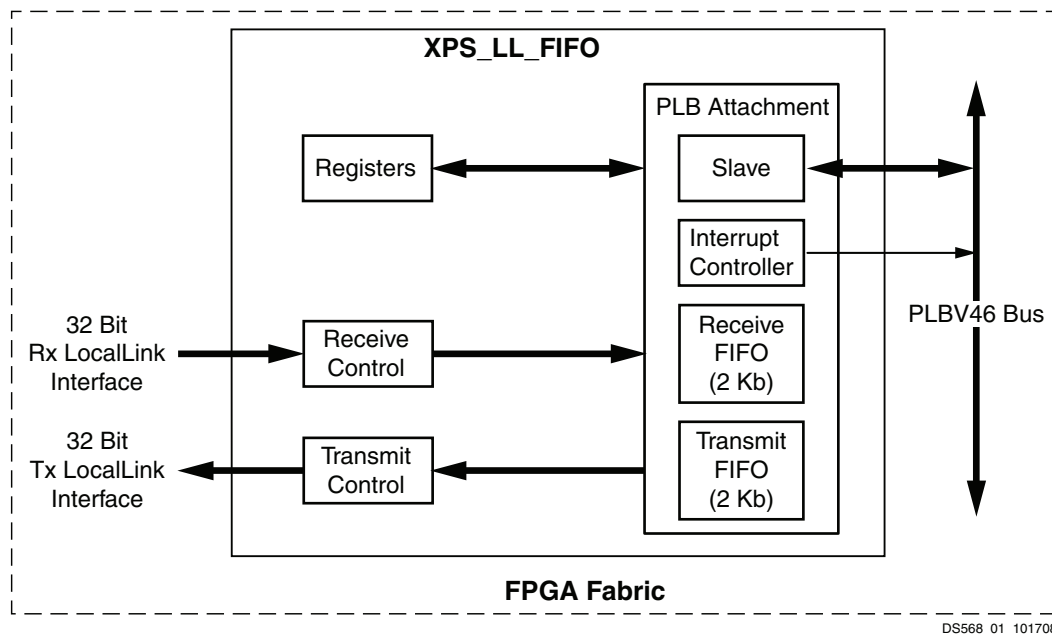 XPS_LL_FIFO
PLB Attachment
Registers
Slave
Interrupt
Controller
PLBV46 Bus
32 Bit
Rx LocalLink
Interface
Receive
Control
Receive
FIFO
(2 Kb)
32 Bit
Tx LocalLink
Interface
Transmit
Control
Transmit
FIFO
(2 Kb)
FPGA Fabric
DS568_01_101708